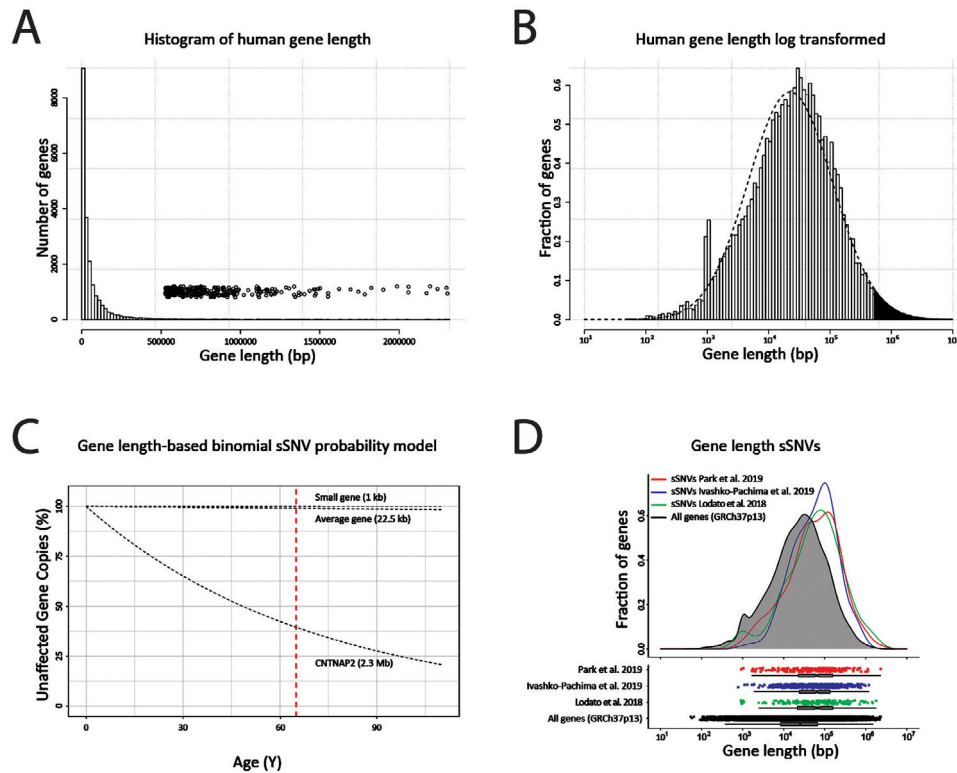 A
Histogram of human gene length
Number of genes
8000
6000
4000
2000
0
0
500000
1000000
1500000
2000000
Gene length (bp)
B
Human gene length log transformed
Fraction of genes
0.6
0.5
0.4
0.3
0.2
0.1
0.0
10¹
10²
10³
10⁴
10⁵
10⁶
10
Gene length (bp)
C
Gene length-based binomial sSNV probability model
Unaffected Gene Copies (%)
100
75
50
25
0
Small gene (1 kb)
Average gene (22.5 kb)
CNTNAP2 (2.3 Mb)
0
30
60
90
Age (Y)
D
Gene length sSNVs
sSNVs Park et al. 2019
sSNVs Ivashko-Pachima et al. 2019
sSNVs Lodato et al. 2018
All genes (GRCh37p13)
Fraction of genes
0.6
0.4
0.2
0.0
Park et al. 2019
Ivashko-Pachima et al. 2019
Lodato et al. 2018
All genes (GRCh37p13)
10¹
10²
10³
10⁴
10⁵
10⁶
10⁷
Gene length (bp)